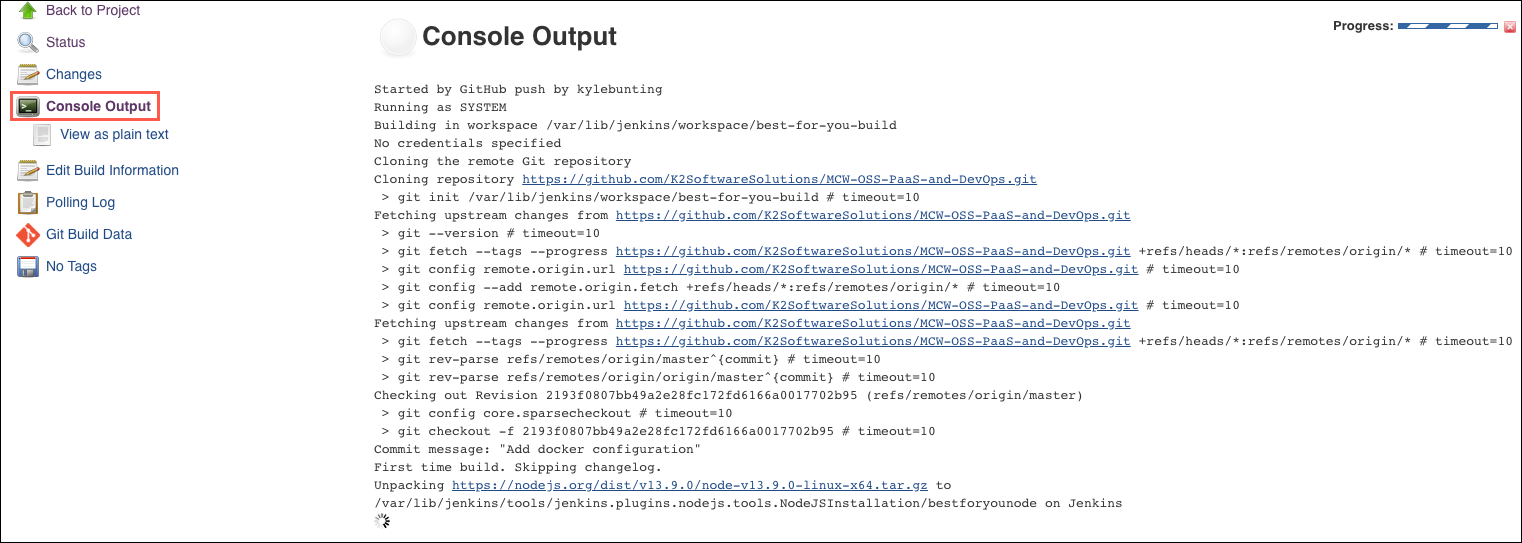 Back to Project
Status
Changes
Console Output
View as plain text
Edit Build Information
Polling Log
Git Build Data
No Tags
Console Output
Progress:
Started by GitHub push by kylebunting
Running as SYSTEM
Building in workspace /var/lib/jenkins/workspace/best-for-you-build
No credentials specified
Cloning the remote Git repository
Cloning repository https://github.com/K2SoftwareSolutions/MCW-OSS-PaaS-and-DevOps.git
 > git init /var/lib/jenkins/workspace/best-for-you-build # timeout=10
Fetching upstream changes from https://github.com/K2SoftwareSolutions/MCW-OSS-PaaS-and-DevOps.git
 > git --version # timeout=10
 > git fetch --tags --progress https://github.com/K2SoftwareSolutions/MCW-OSS-PaaS-and-DevOps.git +refs/heads/*:refs/remotes/origin/* # timeout=10
 > git config remote.origin.url https://github.com/K2SoftwareSolutions/MCW-OSS-PaaS-and-DevOps.git # timeout=10
 > git config --add remote.origin.fetch +refs/heads/*:refs/remotes/origin/* # timeout=10
 > git config remote.origin.url https://github.com/K2SoftwareSolutions/MCW-OSS-PaaS-and-DevOps.git # timeout=10
Fetching upstream changes from https://github.com/K2SoftwareSolutions/MCW-OSS-PaaS-and-DevOps.git
 > git fetch --tags --progress https://github.com/K2SoftwareSolutions/MCW-OSS-PaaS-and-DevOps.git +refs/heads/*:refs/remotes/origin/* # timeout=10
 > git rev-parse refs/remotes/origin/master^{commit} # timeout=10
 > git rev-parse refs/remotes/origin/origin/master^{commit} # timeout=10
Checking out Revision 2193f0807bb49a2e28fc172fd6166a0017702b95 (refs/remotes/origin/master)
 > git config core.sparsecheckout # timeout=10
 > git checkout -f 2193f0807bb49a2e28fc172fd6166a0017702b95 # timeout=10
Commit message: "Add docker configuration"
First time build. Skipping changelog.
Unpacking https://nodejs.org/dist/v13.9.0/node-v13.9.0-linux-x64.tar.gz to
/var/lib/jenkins/tools/jenkins.plugins.nodejs.tools.NodeJSInstallation/bestforyounode on Jenkins